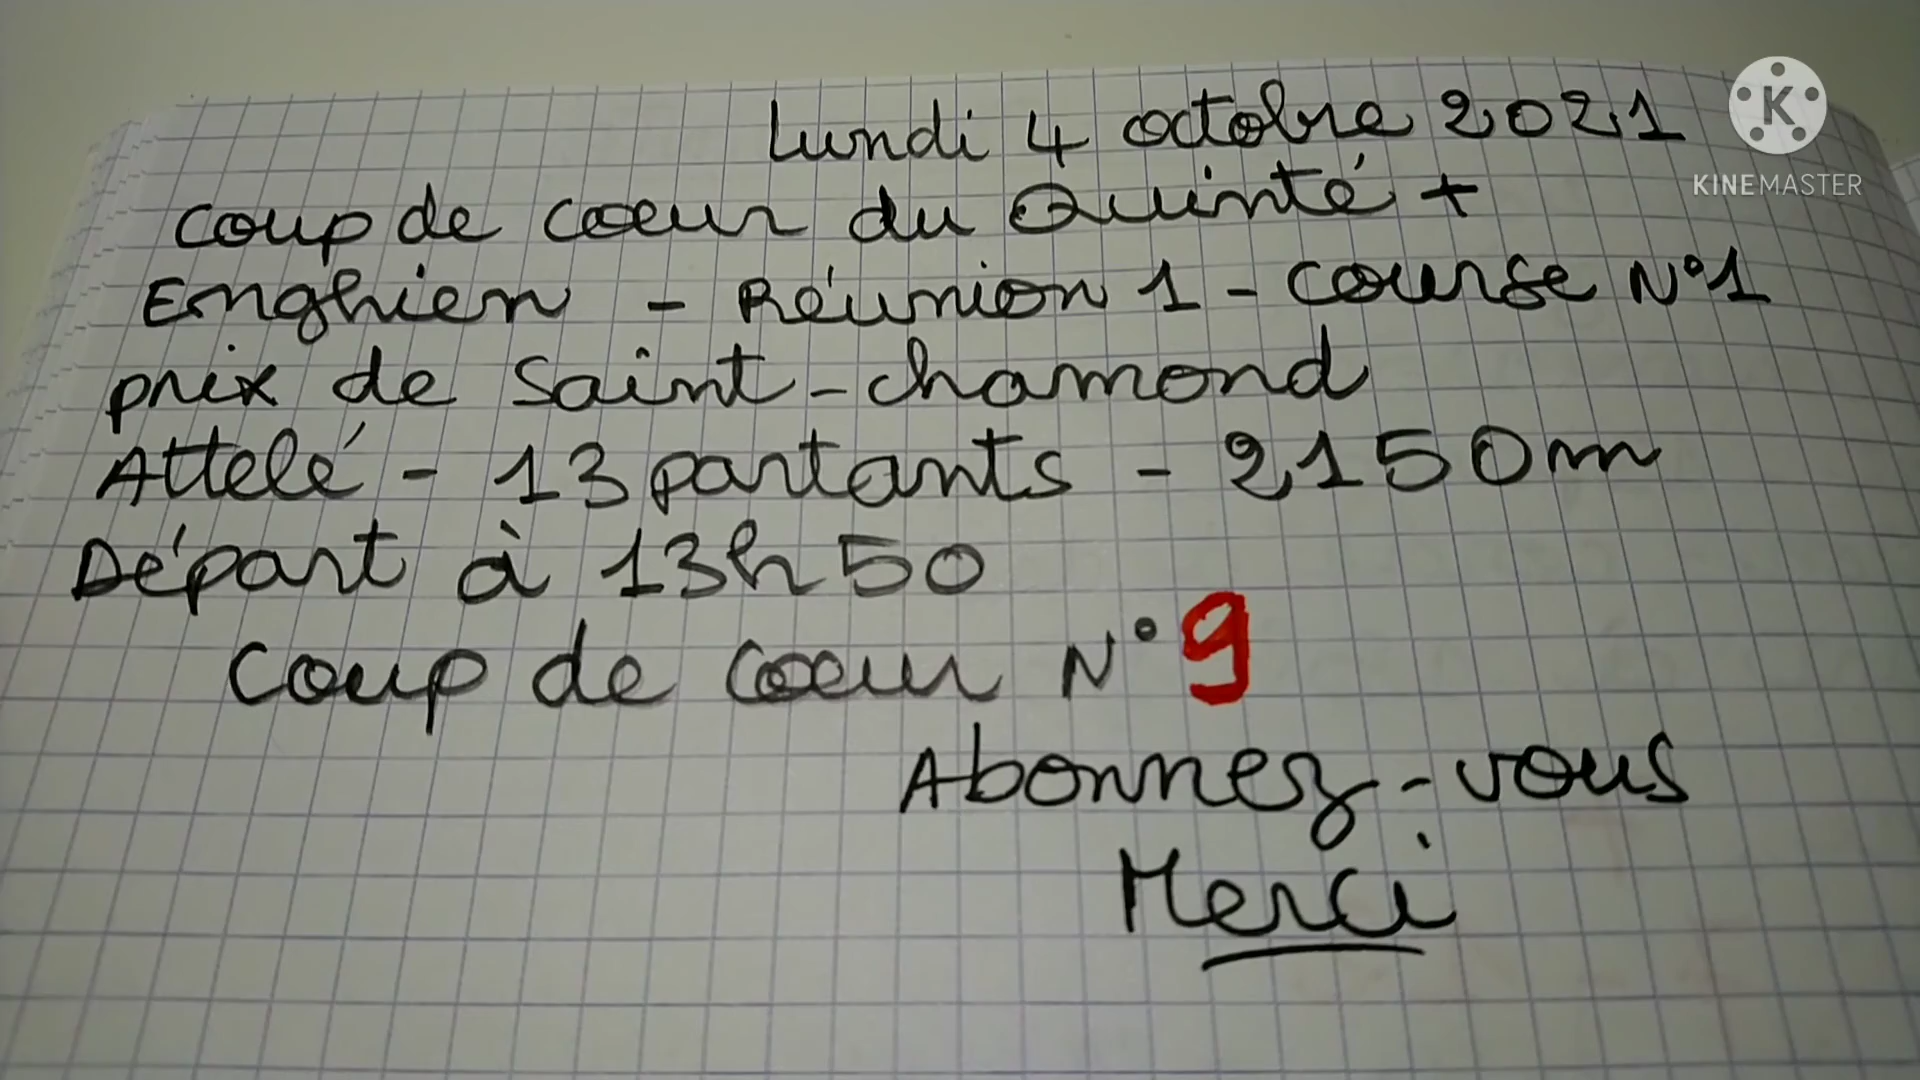 Lundi 4 octobre 2021
Coup de coeur du Quinté +
Enghien - Réunion 1 - Course N°1
prix de Saint-Chamond
Attelé - 13 partants - 2150m
Départ à 13h50
Coup de coeur N°9
Abonnez-vous
Merci
K
KINEMASTER